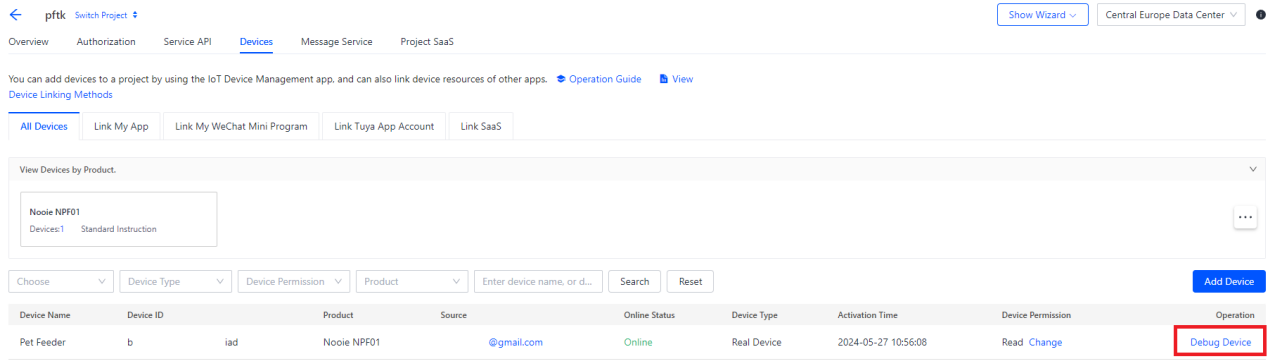 pftk Switch Project Show Wizard Central Europe Data Center
Overview Authorization Service API Devices Message Service Project SaaS
You can add devices to a project by using the IoT Device Management app, and can also link device resources of other apps. Operation Guide View
Device Linking Methods
All Devices Link My App Link My WeChat Mini Program Link Tuya App Account Link SaaS
View Devices by Product.
Nooie NPF01
Devices:1 Standard Instruction
Choose Device Type Device Permission Product Enter device name, or d... Search Reset Add Device
Device Name Device ID Product Source Online Status Device Type Activation Time Device Permission Operation
Pet Feeder b iad Nooie NPF01 @gmail.com Online Real Device 2024-05-27 10:56:08 Read Change Debug Device